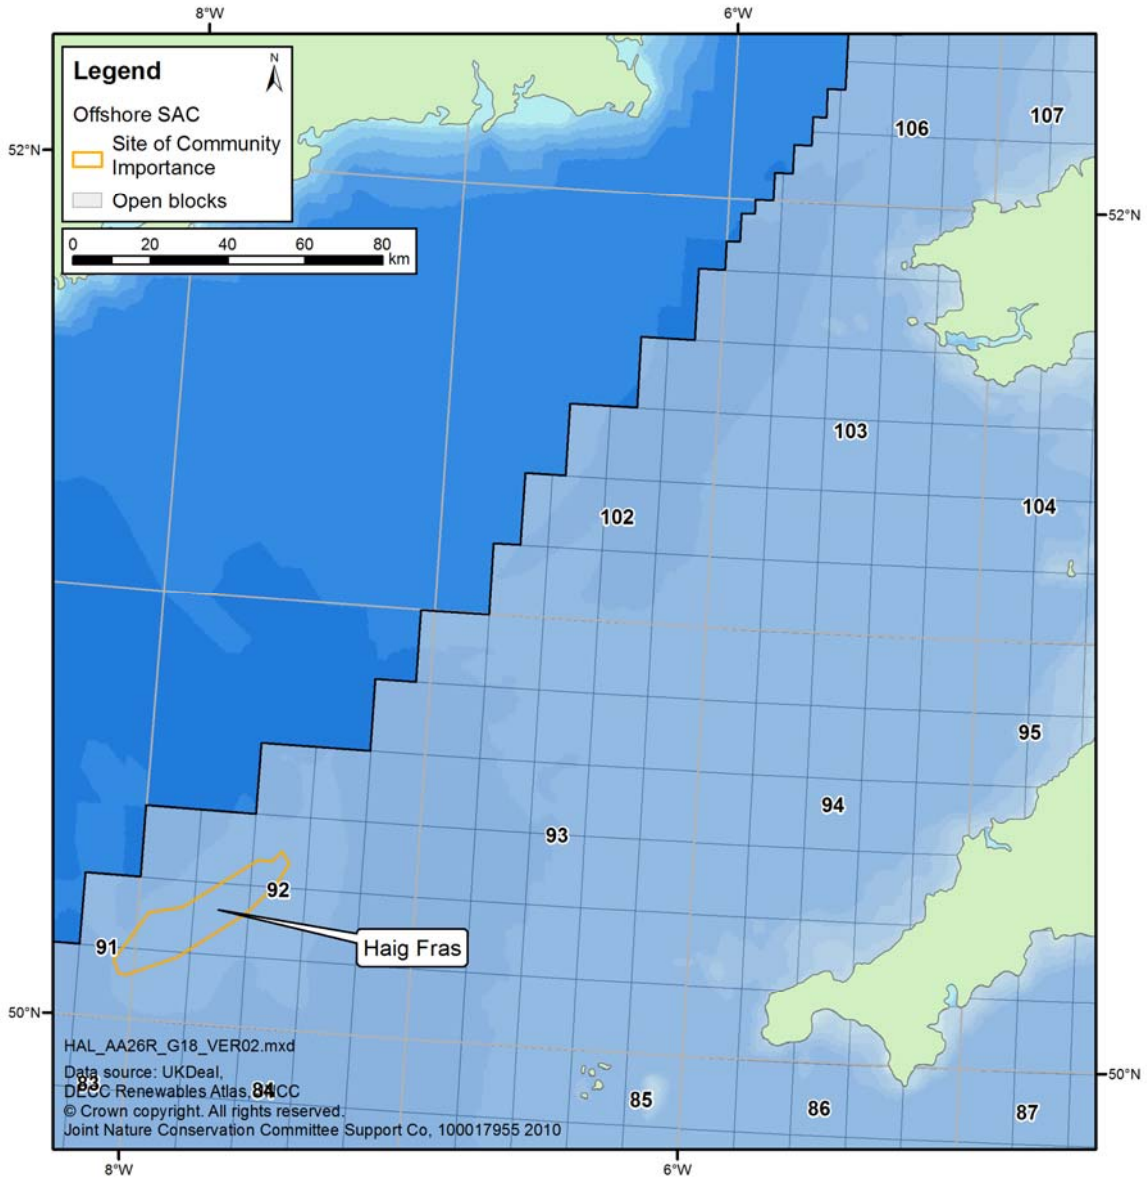 8°W
6°W
Legend
N
Offshore SAC
Site of Community
Importance
Open blocks
0 20 40 60 80
km
52°N
52°N
106
107
103
102
104
95
94
93
92
91
Haig Fras
50°N
50°N
HAL_AA26R_G18_VER02.mxd
Data source: UKDeal,
83
84
DECC Renewables Atlas, JNCC
© Crown copyright. All rights reserved.
Joint Nature Conservation Committee Support Co, 100017955 2010
85
86
87
8°W
6°W